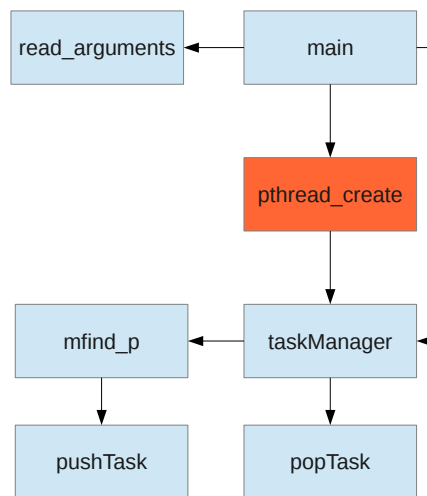 read_arguments
main
pthread_create
mfind_p
taskManager
pushTask
popTask